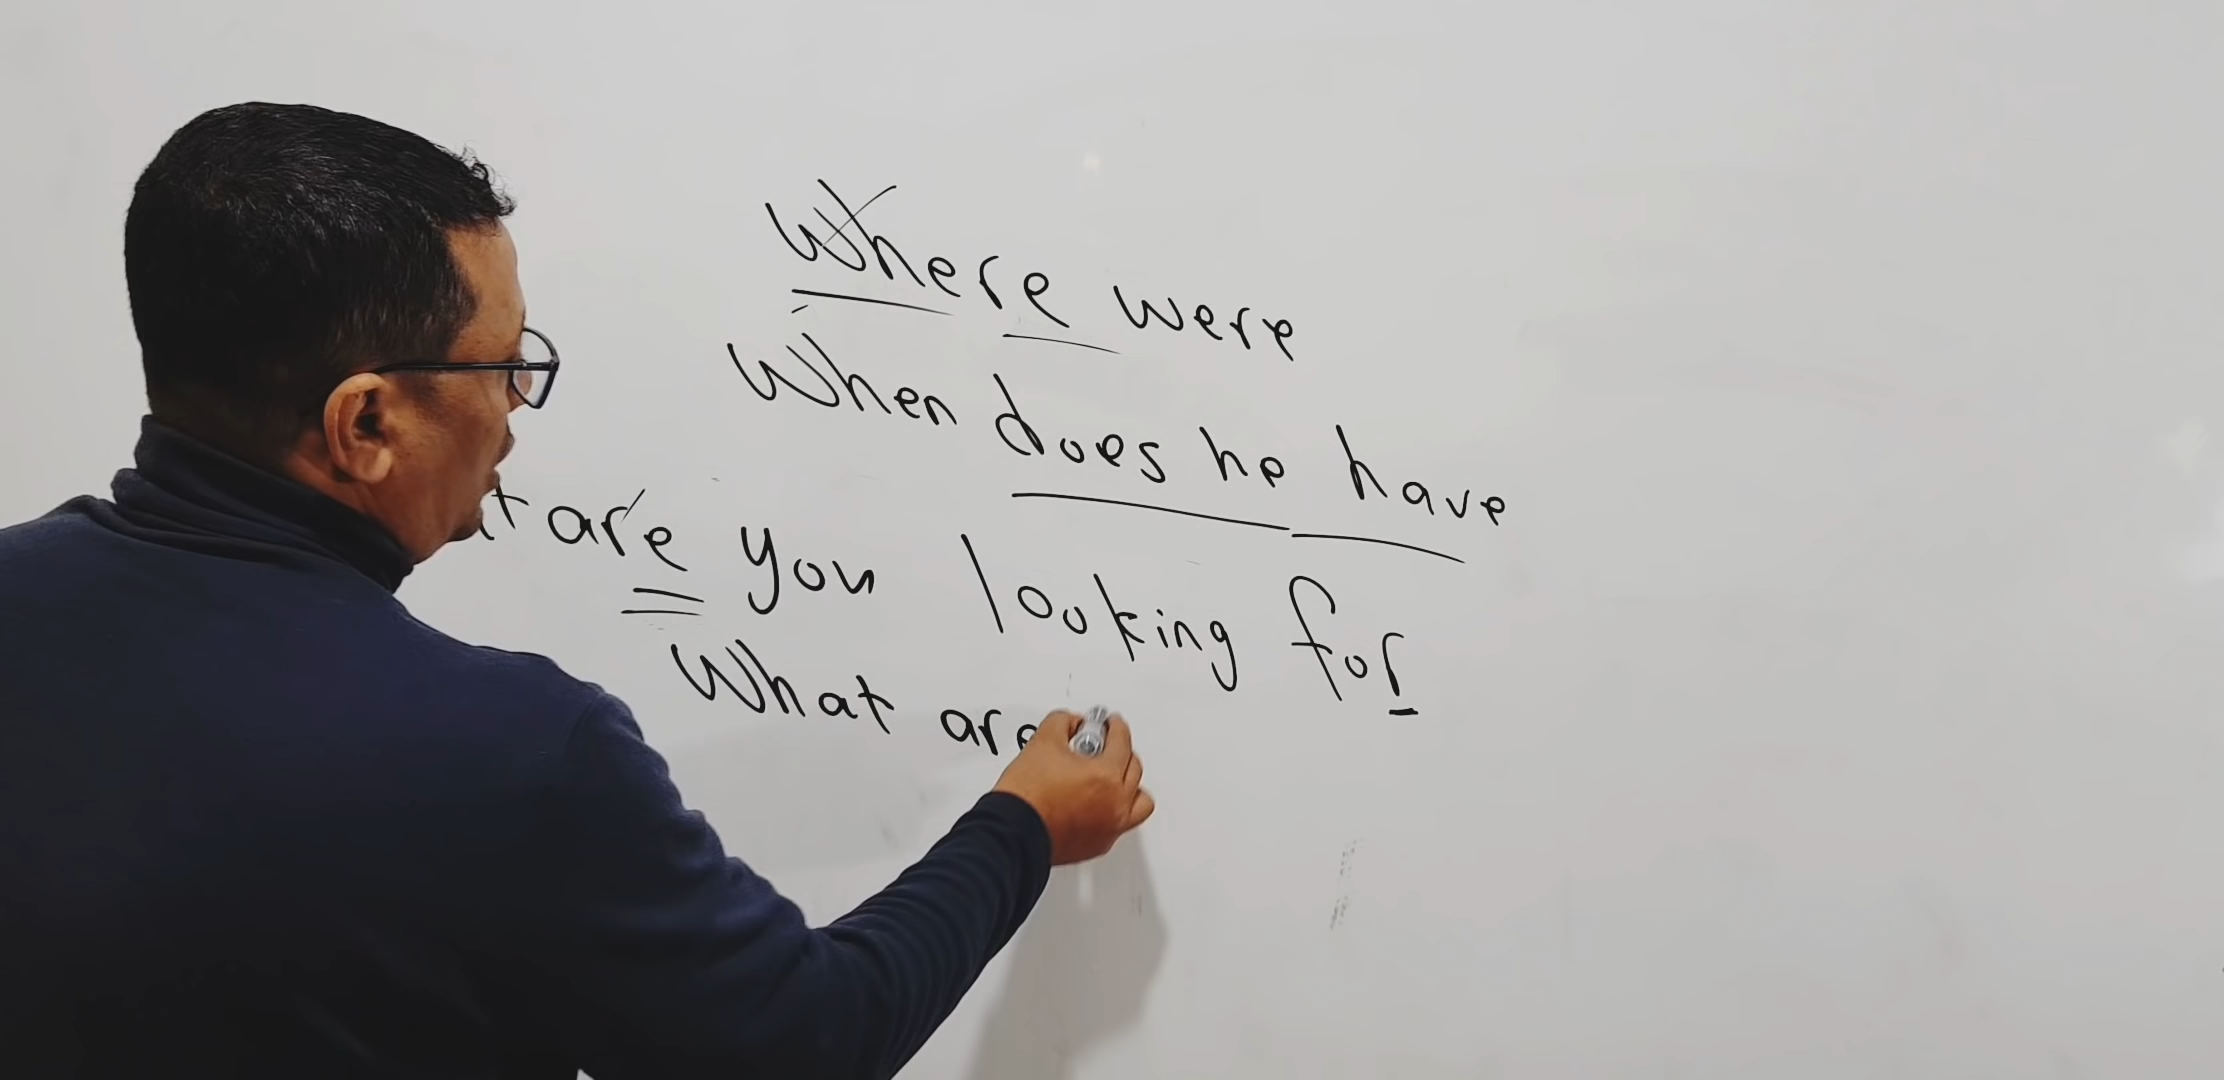 Where were
When does he have
are you looking for
What are